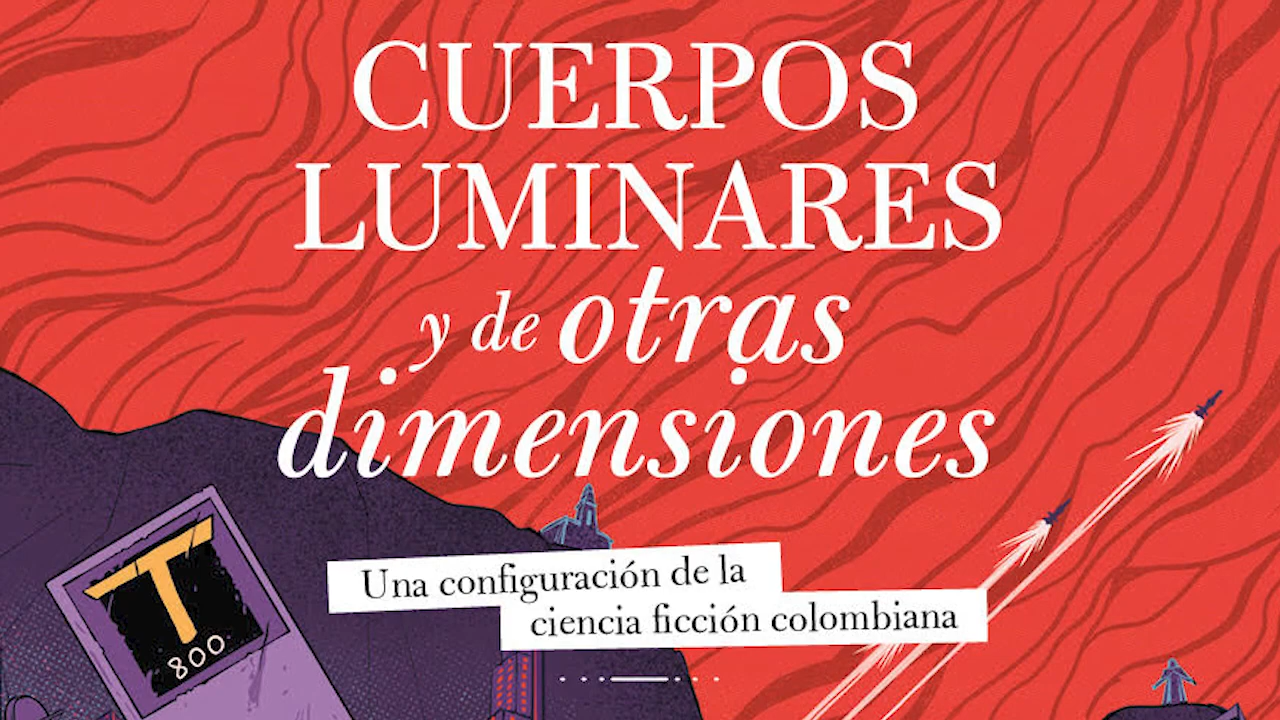 CUERPOS
LUMINARES
y de otras
dimensiones
Una configuración de la
ciencia ficción colombiana
T
800